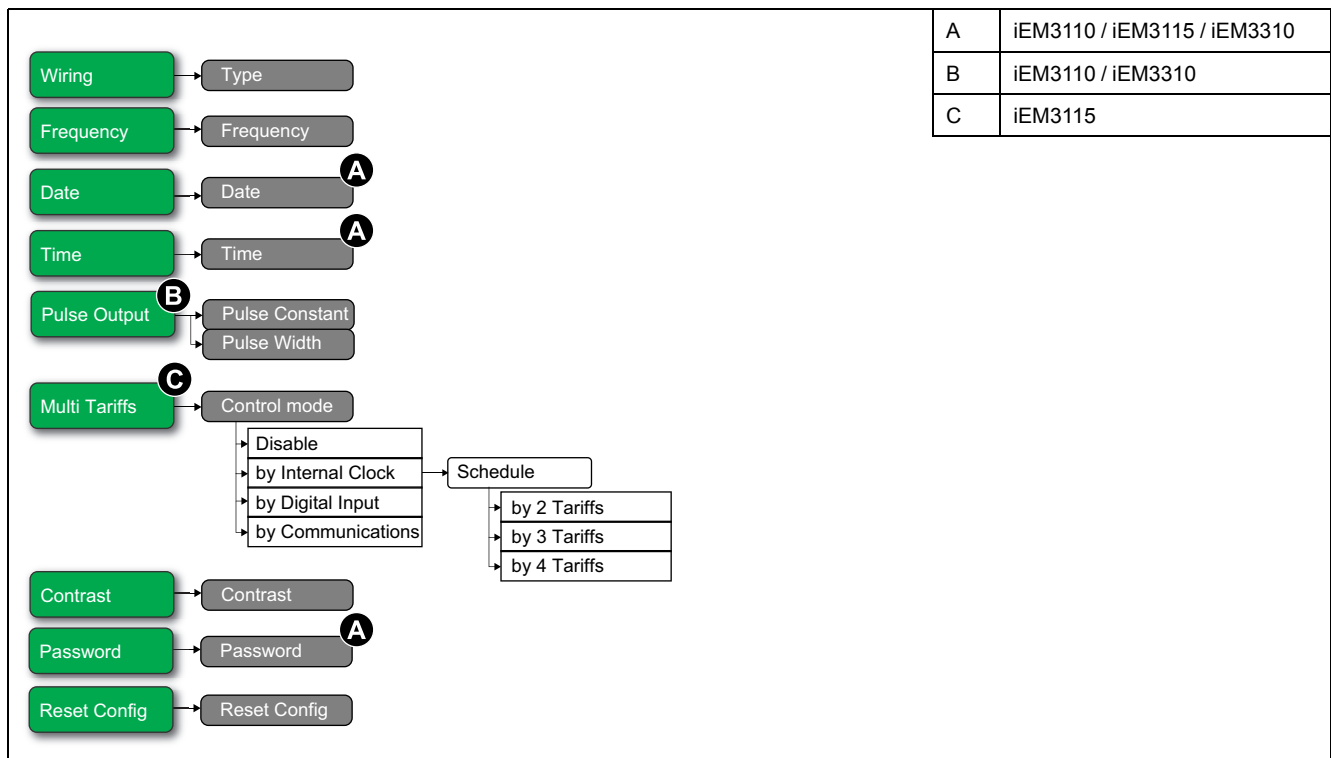 A iEM3110 / iEM3115 / iEM3310
B iEM3110 / iEM3310
C iEM3115
Wiring Type
Frequency Frequency
A
Date Date
A
Time Time
B
Pulse Output Pulse Constant
Pulse Width
C
Multi Tariffs Control mode
Disable
by Internal Clock Schedule
by Digital Input by 2 Tariffs
by Communications by 3 Tariffs
by 4 Tariffs
Contrast Contrast
A
Password Password
Reset Config Reset Config